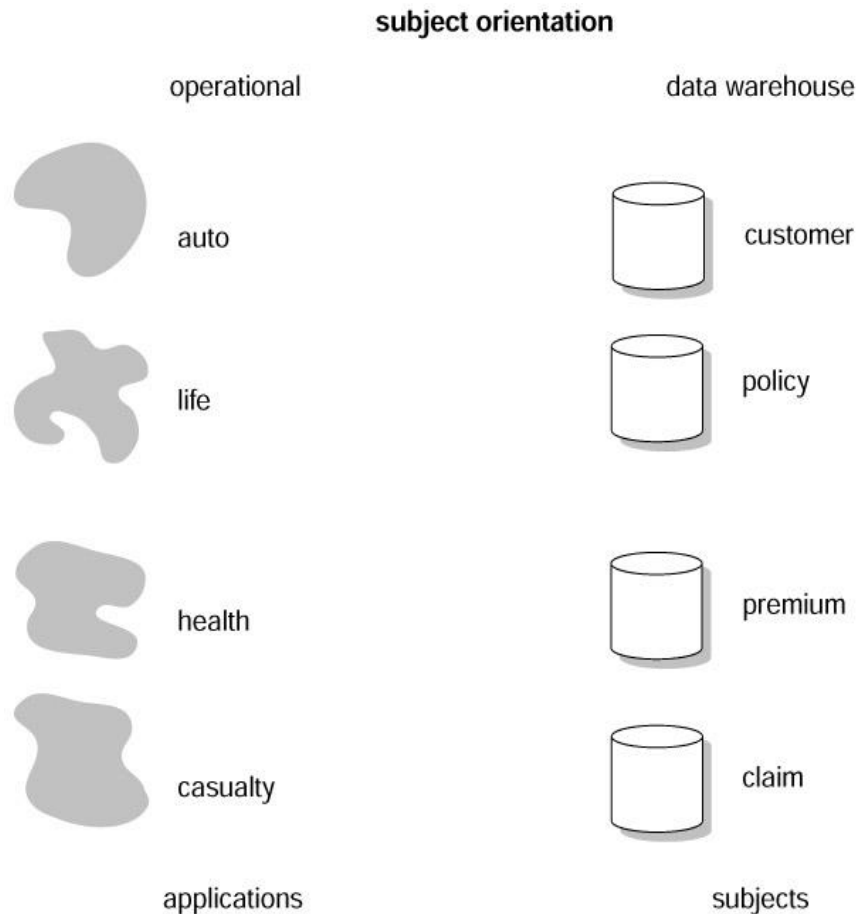 subject orientation
operational
data warehouse
auto
customer
life
policy
health
premium
casualty
claim
applications
subjects